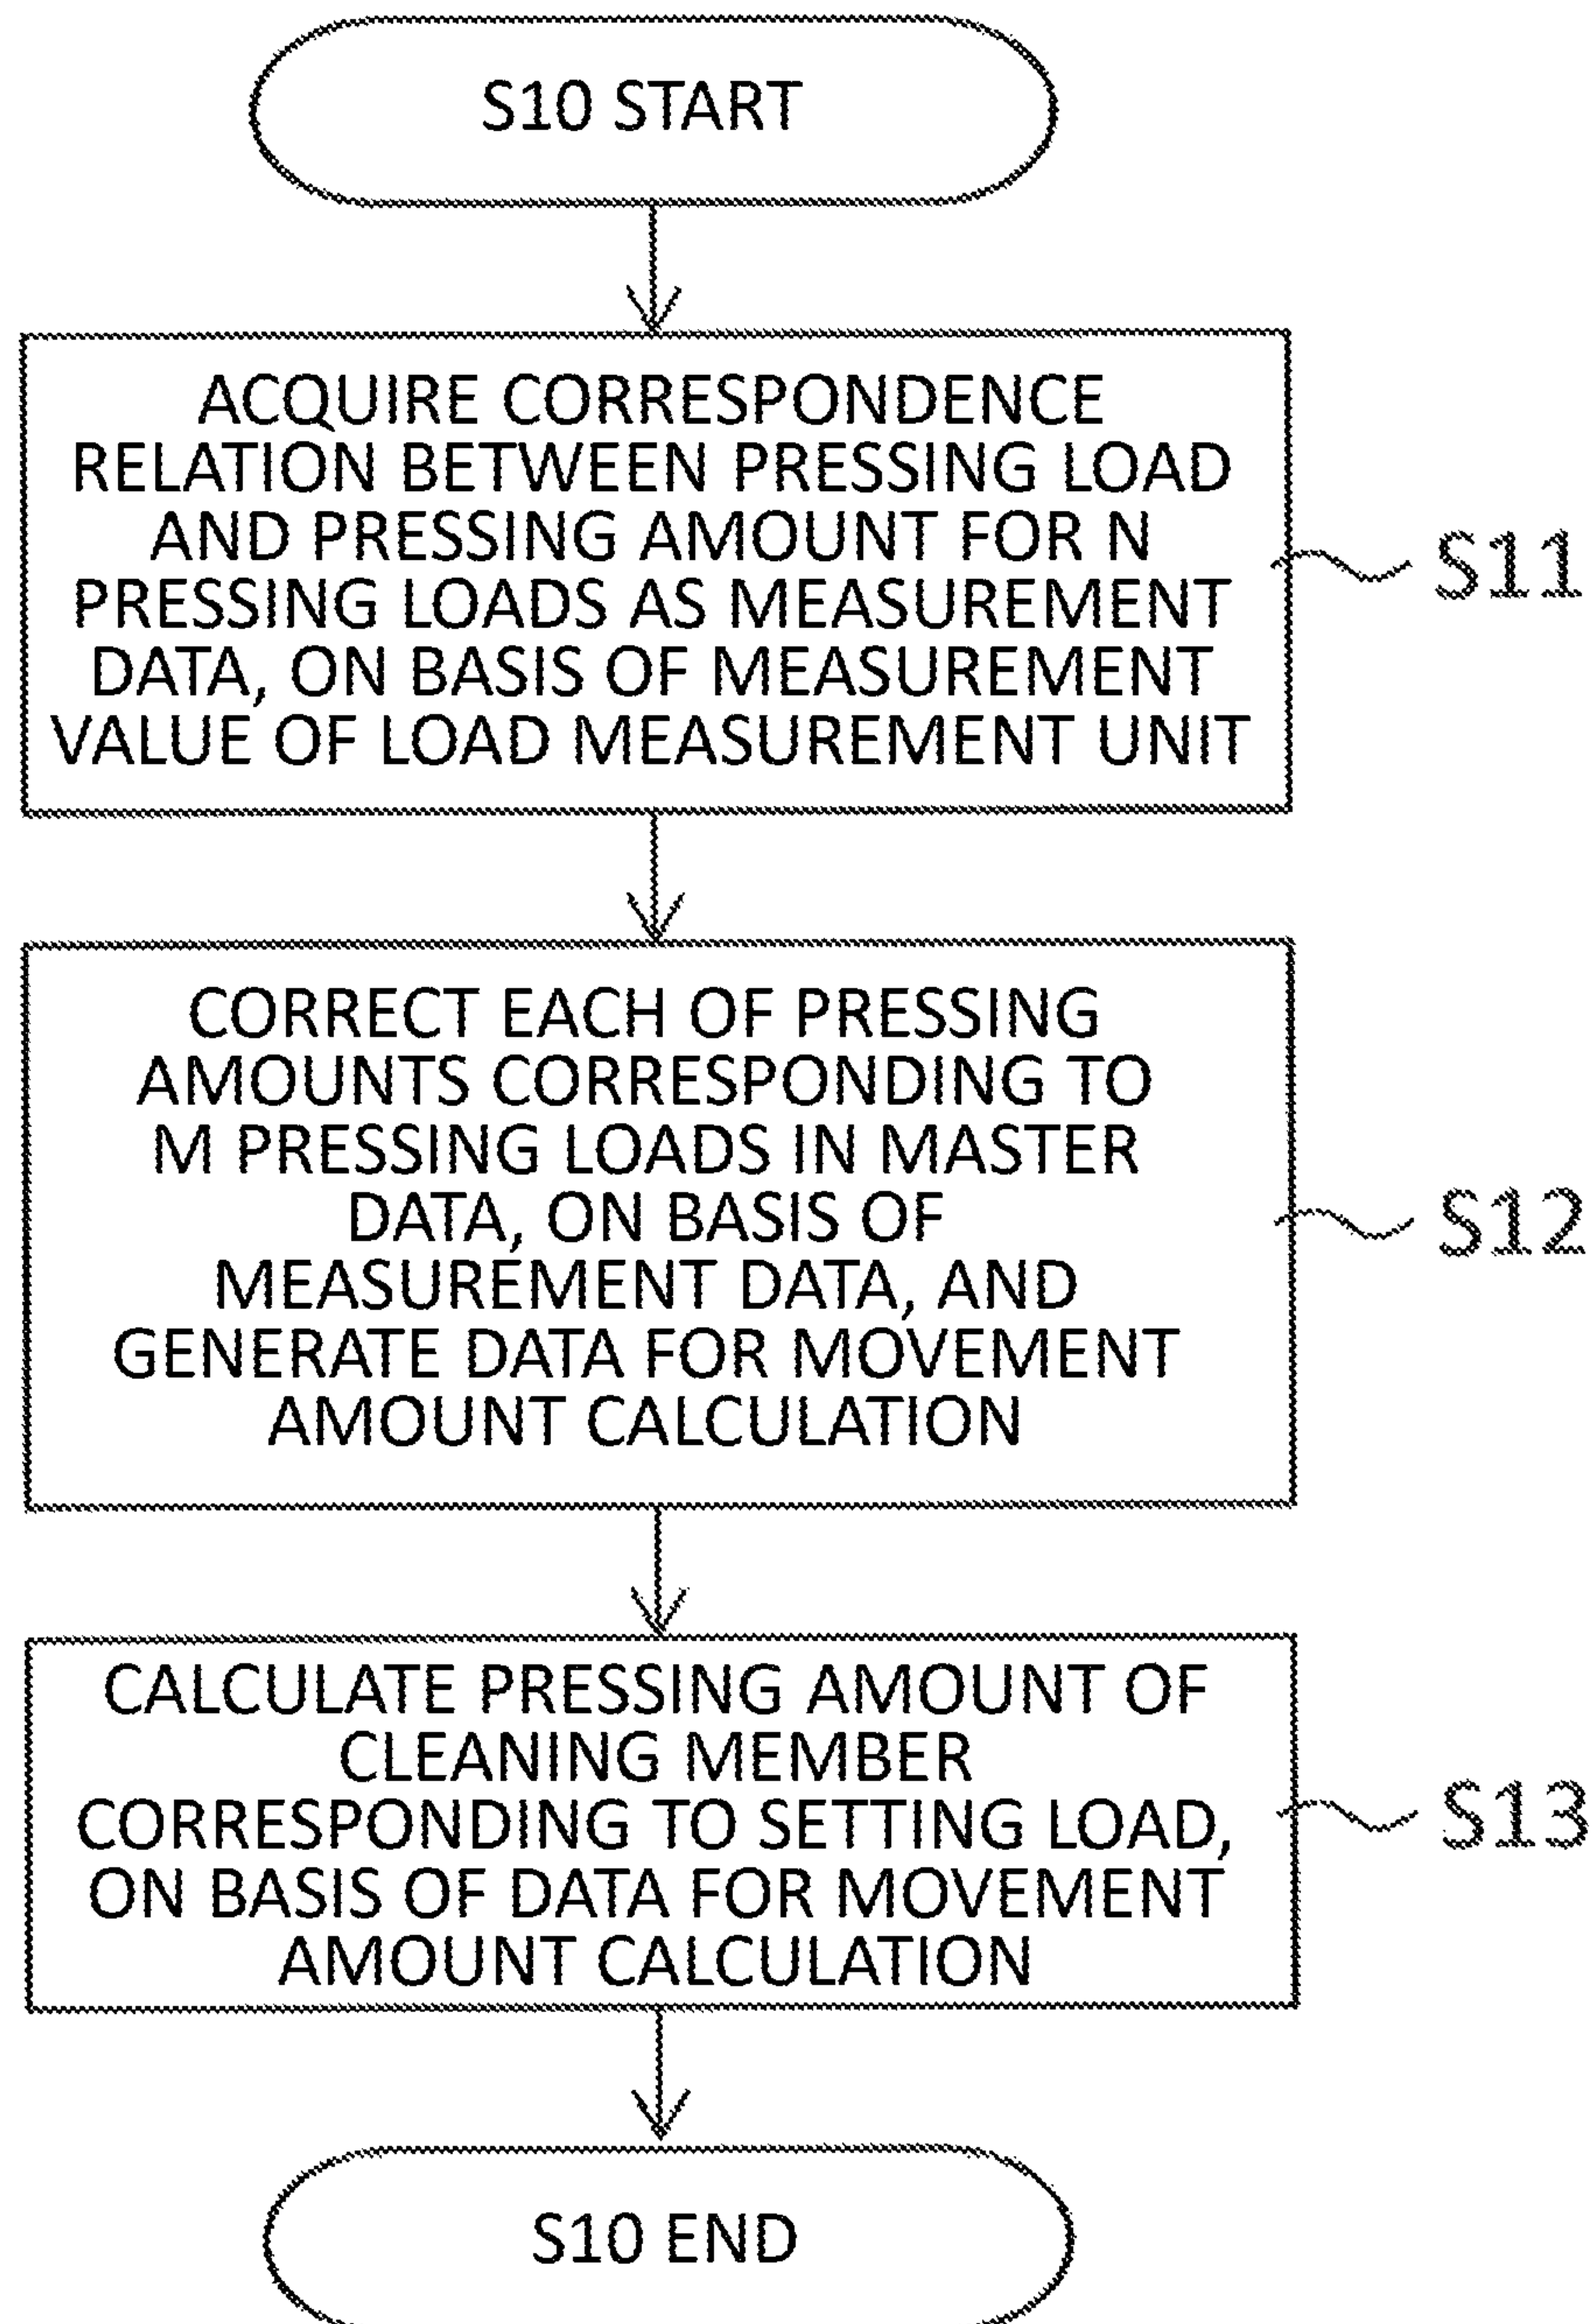 S10 START
ACQUIRE CORRESPONDENCE
RELATION BETWEEN PRESSING LOAD
AND PRESSING AMOUNT FOR N
PRESSING LOADS AS MEASUREMENT
DATA, ON BASIS OF MEASUREMENT
VALUE OF LOAD MEASUREMENT UNIT
S11
CORRECT EACH OF PRESSING
AMOUNTS CORRESPONDING TO
M PRESSING LOADS IN MASTER
DATA, ON BASIS OF
MEASUREMENT DATA, AND
GENERATE DATA FOR MOVEMENT
AMOUNT CALCULATION
S12
CALCULATE PRESSING AMOUNT OF
CLEANING MEMBER
CORRESPONDING TO SETTING LOAD,
ON BASIS OF DATA FOR MOVEMENT
AMOUNT CALCULATION
S13
S10 END